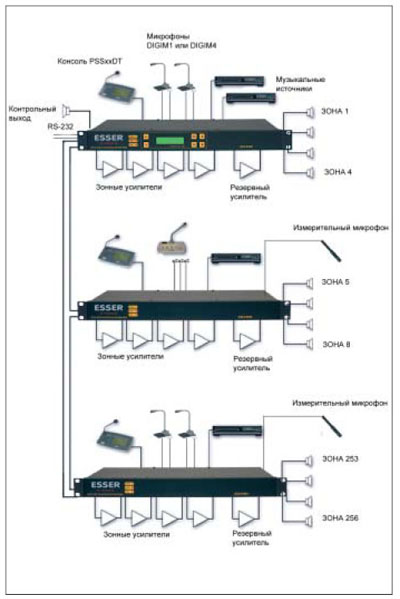 Микрофоны
DIGIM1 или DIGIM4
Консоль PSSxxDT
Музыкальные
источники
Контрольный
выход
RS-232
ESSER
ЗОНА 1
ЗОНА 4
Зонные усилители
Резервный
усилитель
Измерительный микрофон
ESSER
ЗОНА 5
ЗОНА 8
Зонные усилители
Резервный
усилитель
Измерительный микрофон
ESSER
ЗОНА 253
ЗОНА 256
Зонные усилители
Резервный
усилитель